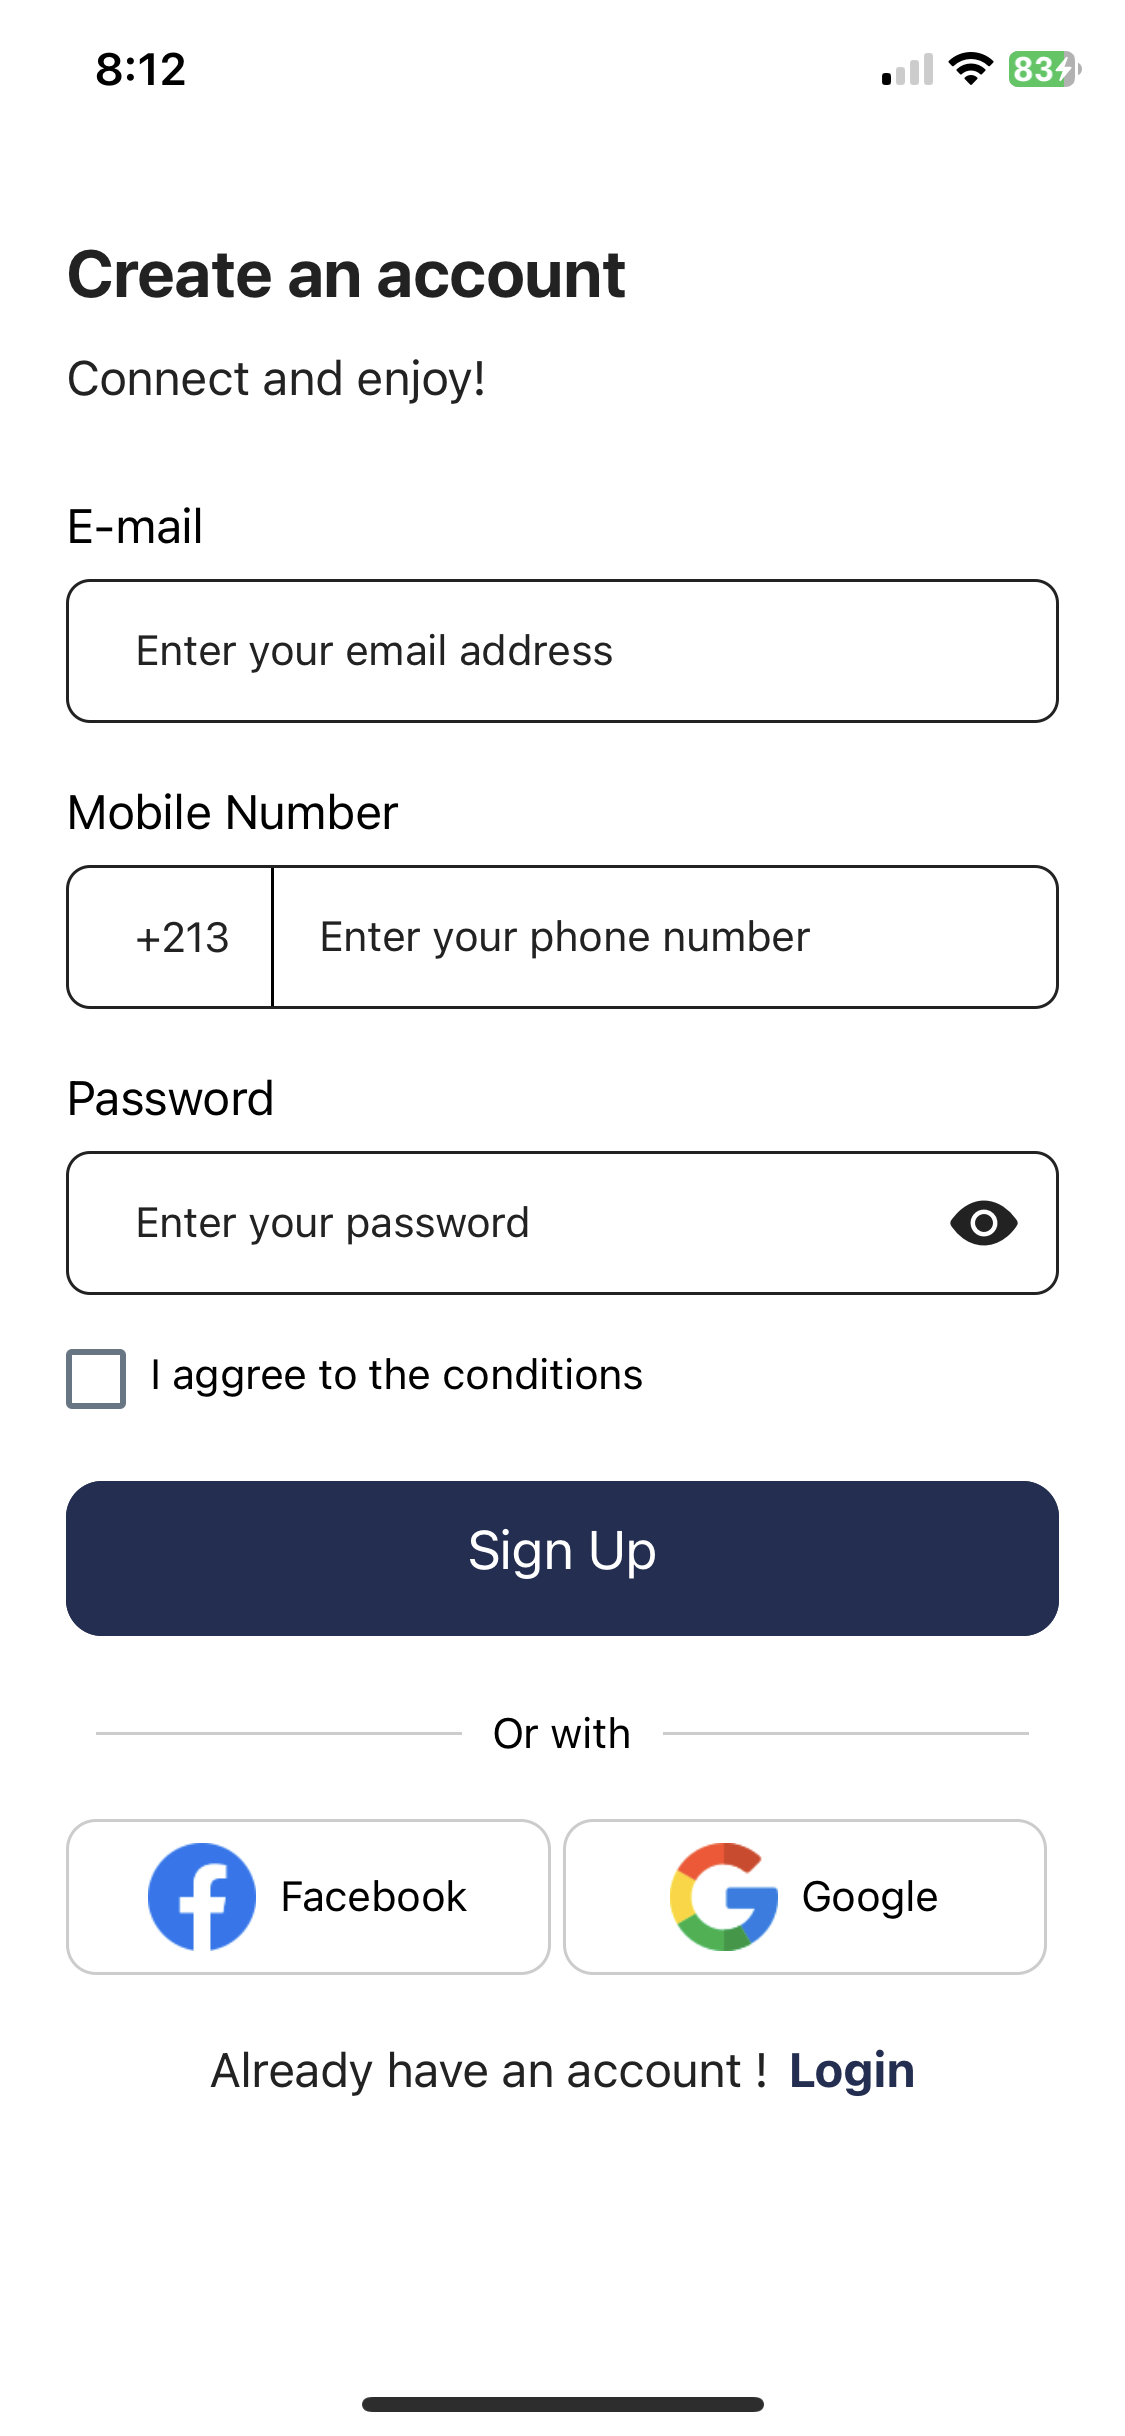 8:12
83
Create an account
Connect and enjoy!
E-mail
Enter your email address
Mobile Number
+213 Enter your phone number
Password
Enter your password
I aggree to the conditions
Sign Up
Or with
Facebook Google
Already have an account ! Login